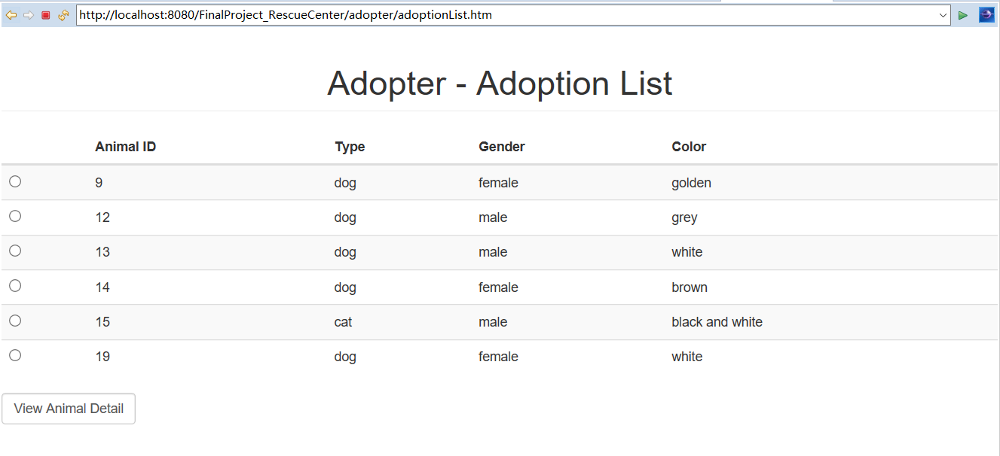 http://localhost:8080/FinalProject_RescueCenter/adopter/adoptionList.htm
Adopter - Adoption List
Animal ID Type Gender Color
9 dog female golden
12 dog male grey
13 dog male white
14 dog female brown
15 cat male black and white
19 dog female white
View Animal Detail